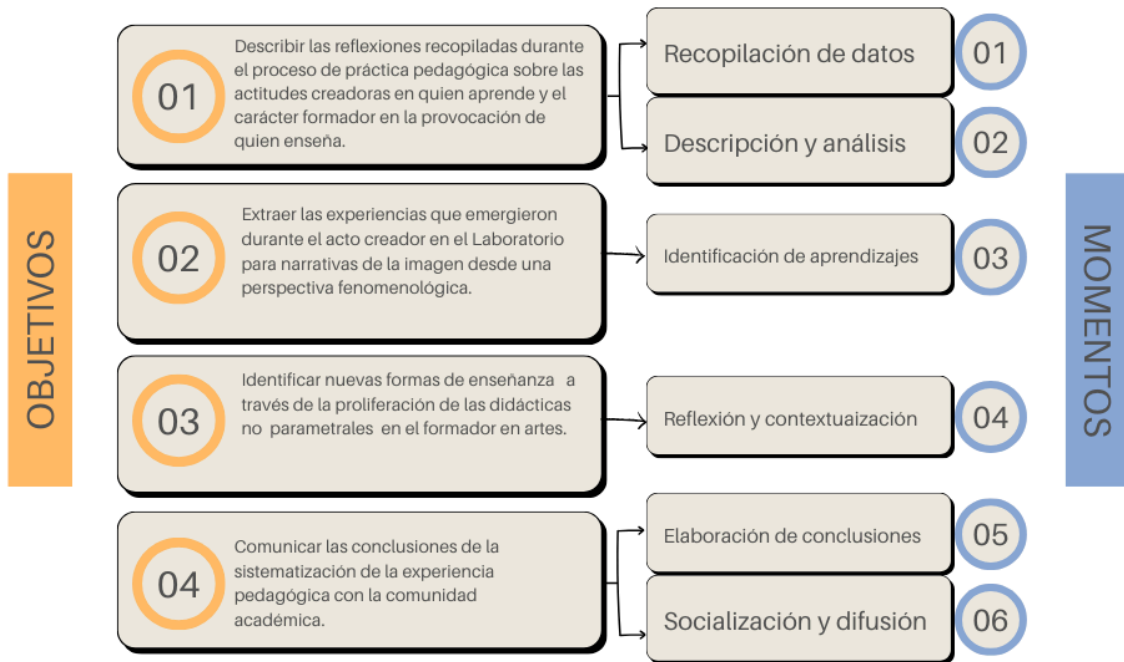 OBJETIVOS
01
Describir las reflexiones recopiladas durante
el proceso de práctica pedagógica sobre las
actitudes creadoras en quien aprende y el
carácter formador en la provocación de
quien enseña.
Recopilación de datos
01
Descripción y análisis
02
02
Extraer las experiencias que emergieron
durante el acto creador en el Laboratorio
para narrativas de la imagen desde una
perspectiva fenomenológica.
Identificación de aprendizajes
03
03
Identificar nuevas formas de enseñanza a
través de la proliferación de las didácticas
no parametrales en el formador en artes.
Reflexión y contextuaización
04
04
Comunicar las conclusiones de la
sistematización de la experiencia
pedagógica con la comunidad
académica.
Elaboración de conclusiones
05
Socialización y difusión
06
MOMENTOS